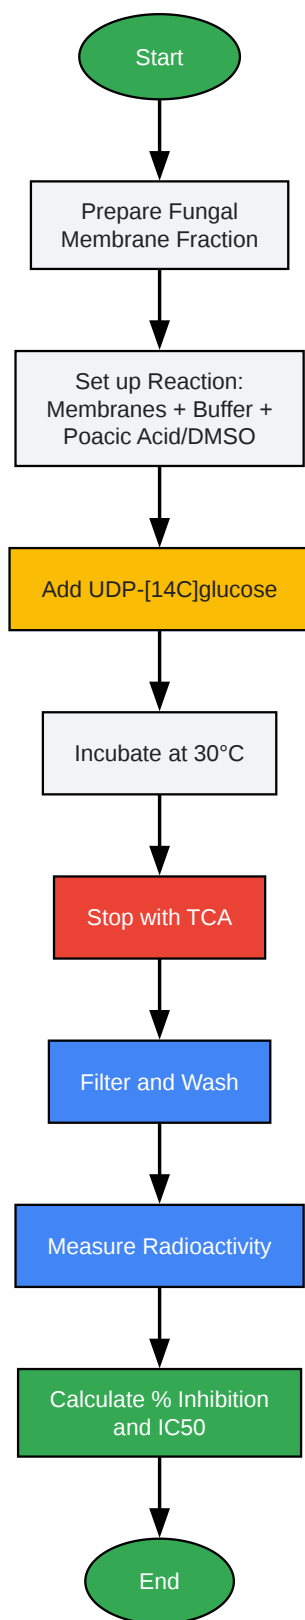 Start
Prepare Fungal
Membrane Fraction
Set up Reaction:
Membranes + Buffer +
Poacic Acid/DMSO
Add UDP-[14C]glucose
Incubate at 30°C
Stop with TCA
Filter and Wash
Measure Radioactivity
Calculate % Inhibition
and IC50
End